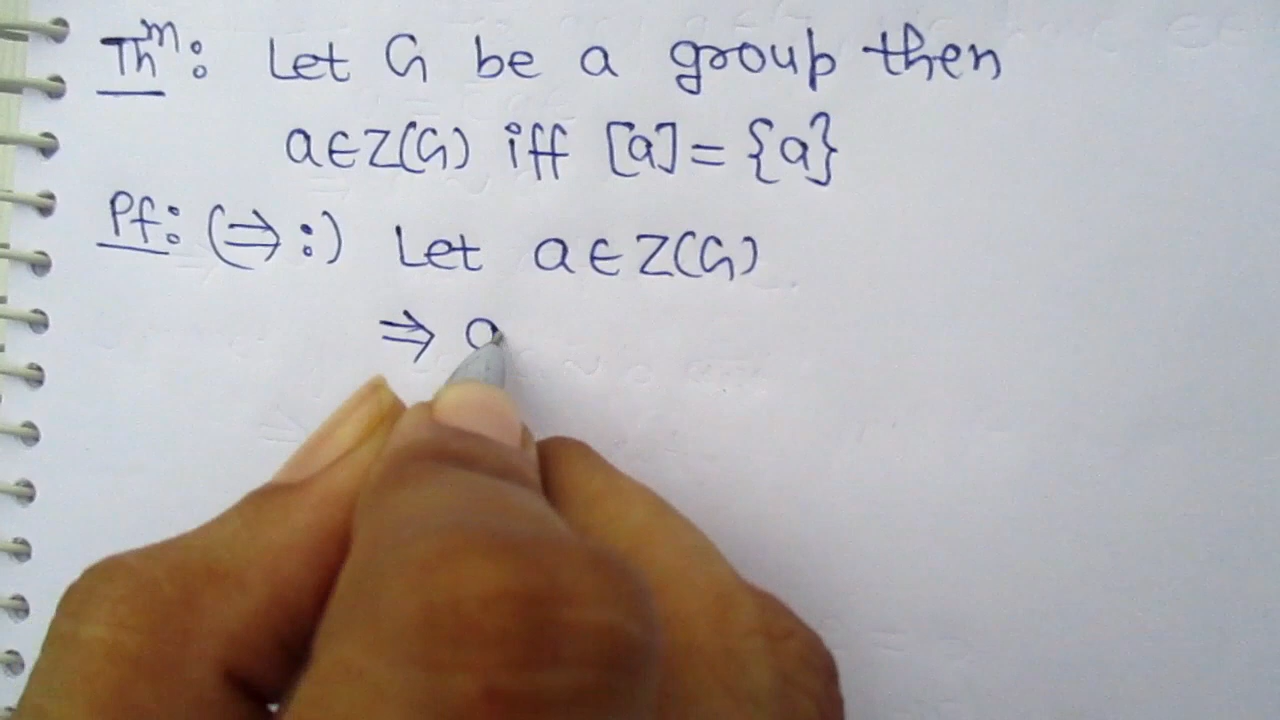 Thm: Let G be a group then
a∈Z(G) iff [a]={a}
Pf: (⇒:) Let a∈Z(G)
⇒ a